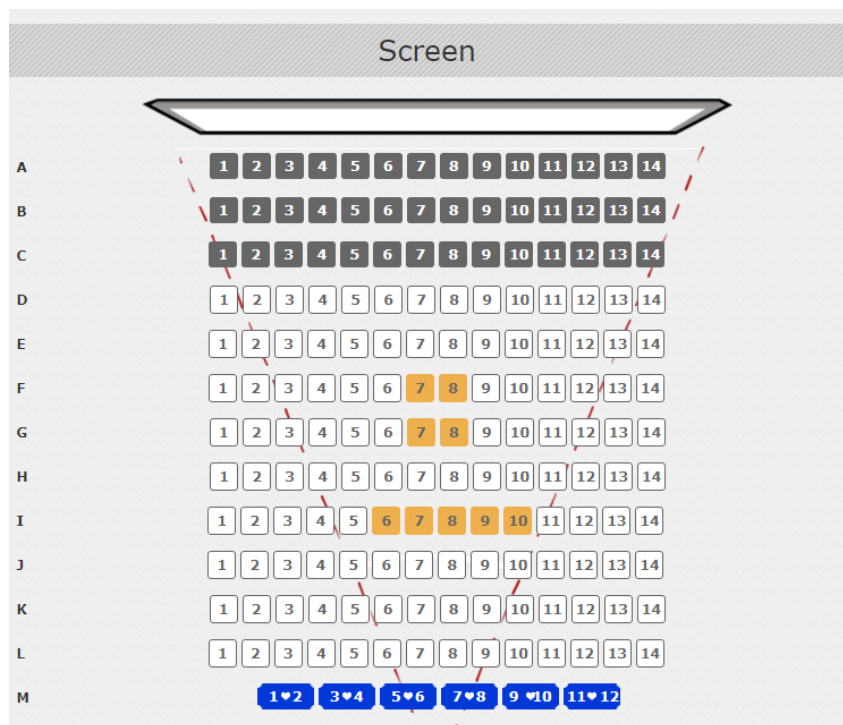 Screen
A 1 2 3 4 5 6 7 8 9 10 11 12 13 14
B 1 2 3 4 5 6 7 8 9 10 11 12 13 14
C 1 2 3 4 5 6 7 8 9 10 11 12 13 14
D 1 2 3 4 5 6 7 8 9 10 11 12 13 14
E 1 2 3 4 5 6 7 8 9 10 11 12 13 14
F 1 2 3 4 5 6 7 8 9 10 11 12 13 14
G 1 2 3 4 5 6 7 8 9 10 11 12 13 14
H 1 2 3 4 5 6 7 8 9 10 11 12 13 14
I 1 2 3 4 5 6 7 8 9 10 11 12 13 14
J 1 2 3 4 5 6 7 8 9 10 11 12 13 14
K 1 2 3 4 5 6 7 8 9 10 11 12 13 14
L 1 2 3 4 5 6 7 8 9 10 11 12 13 14
M 1♥2 3♥4 5♥6 7♥8 9♥10 11♥12